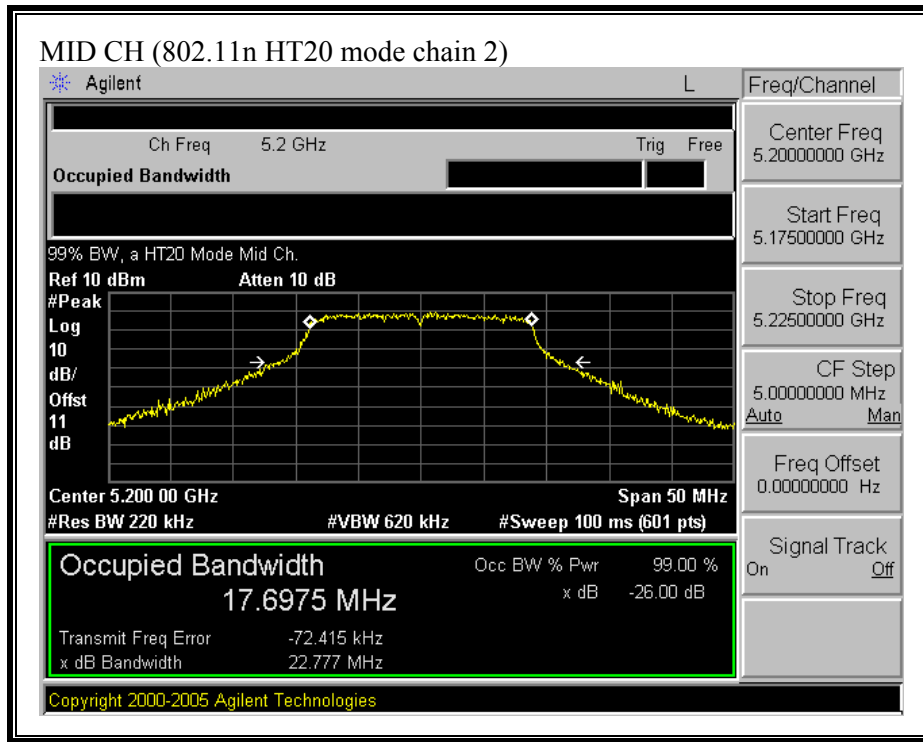 MID CH (802.11n HT20 mode chain 2)
Agilent L
Freq/Channel
Ch Freq 5.2 GHz Trig Free
Occupied Bandwidth
99% BW, a HT20 Mode Mid Ch.
Ref 10 dBm Atten 10 dB
#Peak
Log
10
dB/
Offst
11
dB
Center 5.200 00 GHz Span 50 MHz
#Res BW 220 kHz #VBW 620 kHz #Sweep 100 ms (601 pts)
Occupied Bandwidth Occ BW % Pwr 99.00 %
17.6975 MHz x dB -26.00 dB
Transmit Freq Error -72.415 kHz
x dB Bandwidth 22.777 MHz
Copyright 2000-2005 Agilent Technologies
Center Freq
5.20000000 GHz
Start Freq
5.17500000 GHz
Stop Freq
5.22500000 GHz
CF Step
5.00000000 MHz
Auto Man
Freq Offset
0.00000000 Hz
Signal Track
On Off